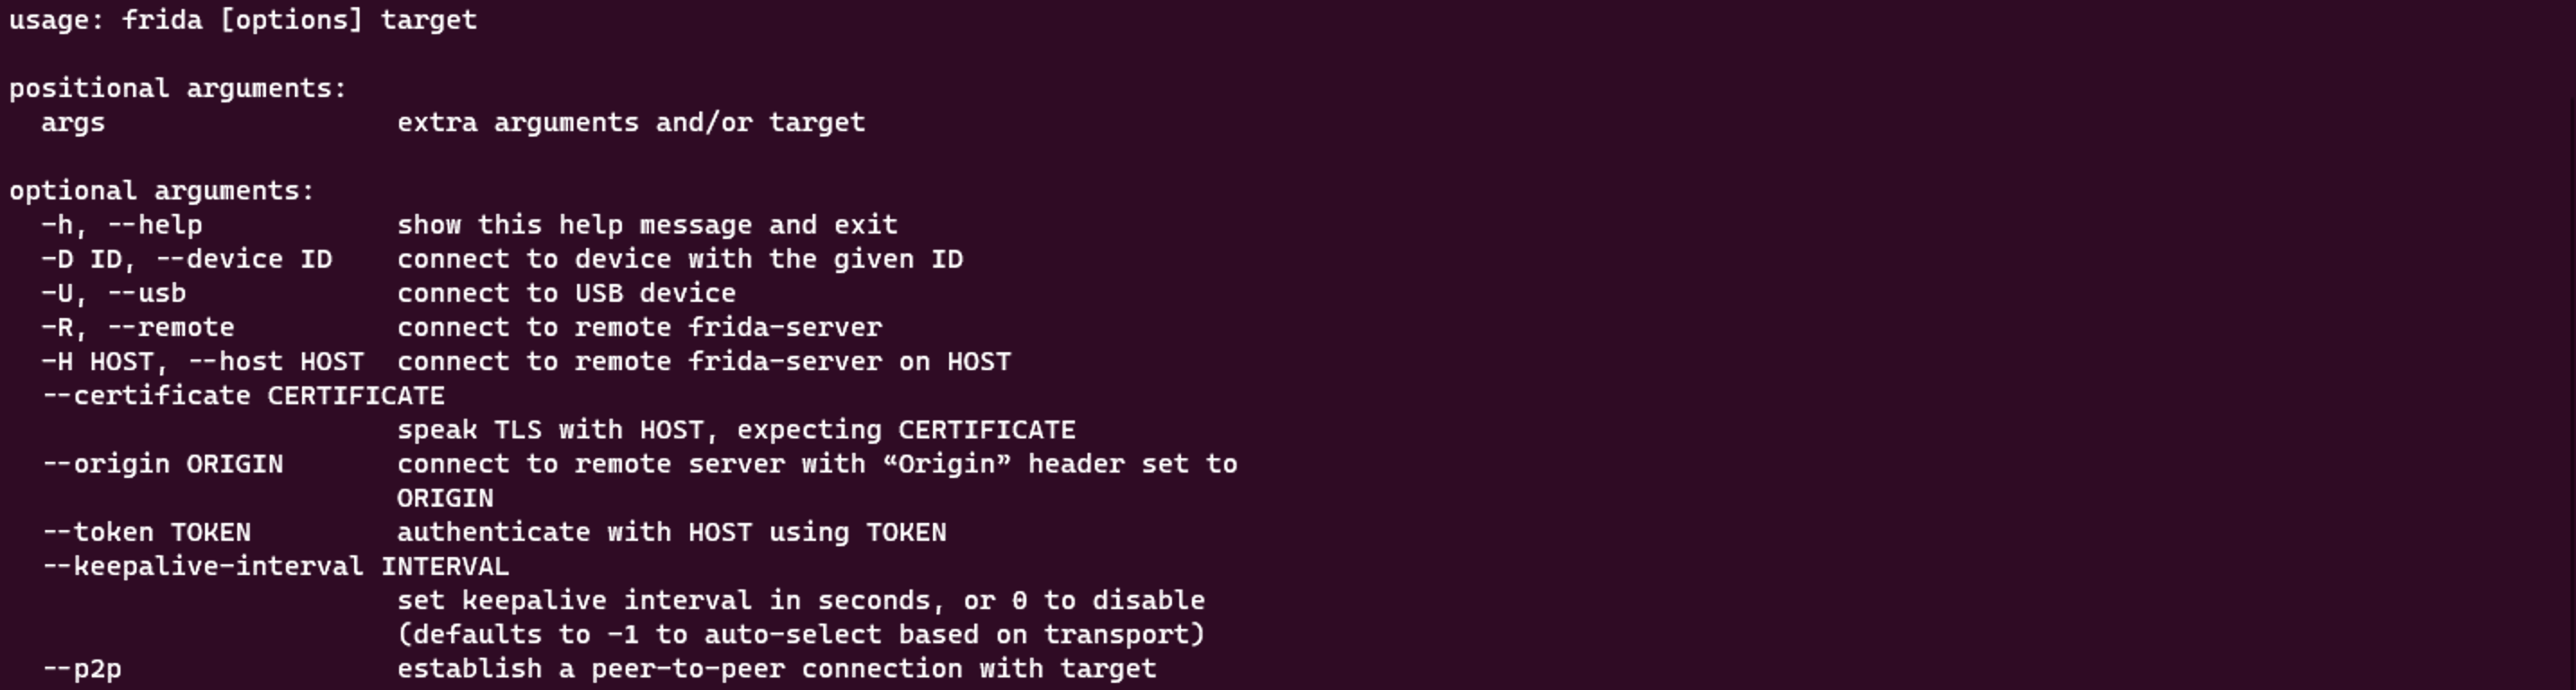 usage: frida [options] target
positional arguments:
args extra arguments and/or target
optional arguments:
-h, --help show this help message and exit
-D ID, --device ID connect to device with the given ID
-U, --usb connect to USB device
-R, --remote connect to remote frida-server
-H HOST, --host HOST connect to remote frida-server on HOST
--certificate CERTIFICATE
speak TLS with HOST, expecting CERTIFICATE
--origin ORIGIN connect to remote server with “Origin” header set to
ORIGIN
--token TOKEN authenticate with HOST using TOKEN
--keepalive-interval INTERVAL
set keepalive interval in seconds, or 0 to disable
(defaults to -1 to auto-select based on transport)
--p2p establish a peer-to-peer connection with target